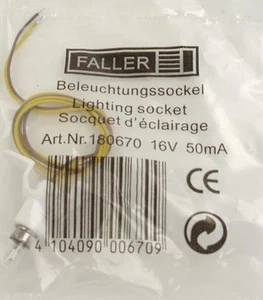 FALLER
Beleuchtungssockel
Lighting socket
Socquet d'éclairage
Art.Nr.180670 16V 50mA
CE
4 104090 006709